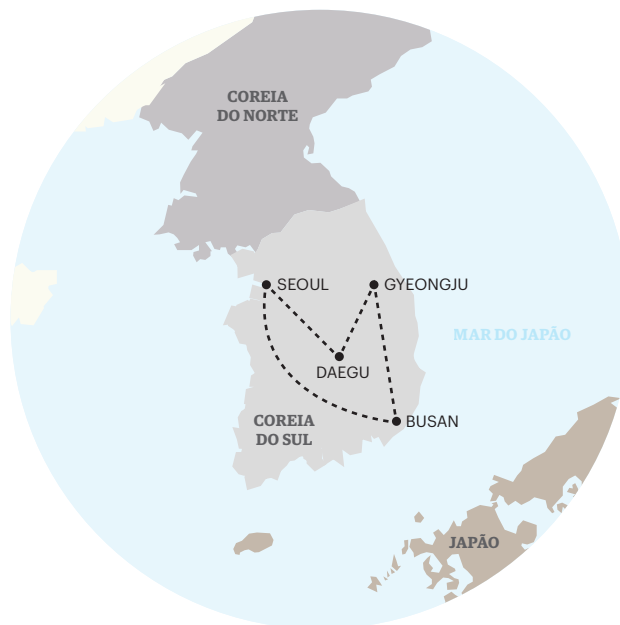 COREIA
DO NORTE
SEOUL
GYEONGJU
MAR DO JAPÃO
DAEGU
COREIA
DO SUL
BUSAN
JAPÃO